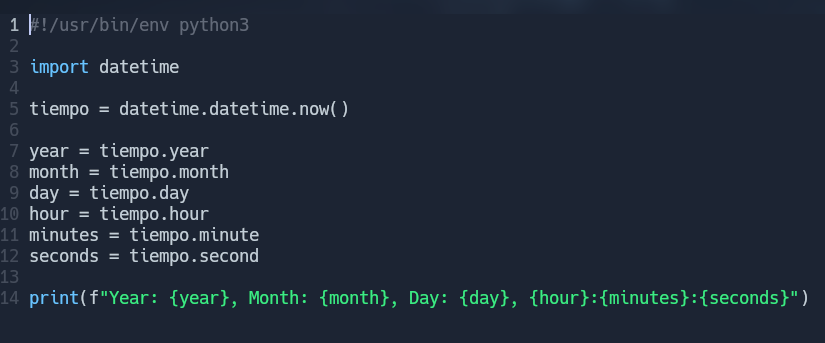 1 #!/usr/bin/env python3
2
3 import datetime
4
5 tiempo = datetime.datetime.now()
6
7 year = tiempo.year
8 month = tiempo.month
9 day = tiempo.day
10 hour = tiempo.hour
11 minutes = tiempo.minute
12 seconds = tiempo.second
13
14 print(f"Year: {year}, Month: {month}, Day: {day}, {hour}:{minutes}:{seconds}")